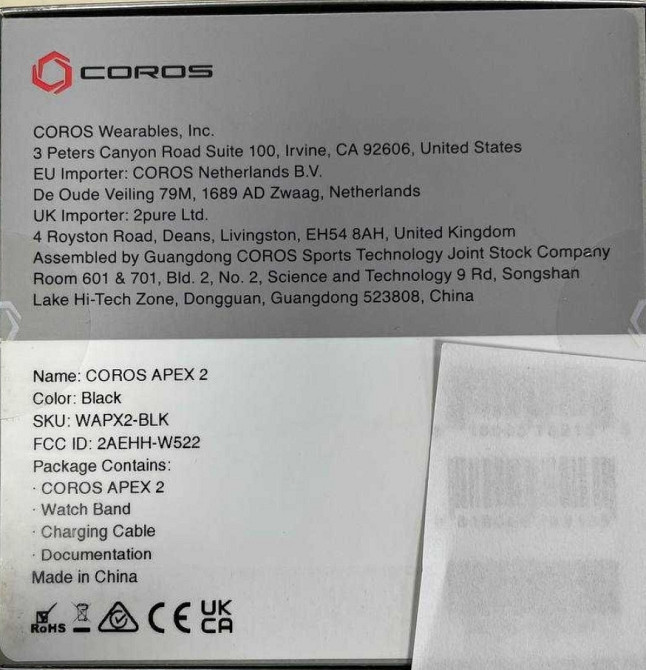 COROS
COROS Wearables, Inc.
3 Peters Canyon Road Suite 100, Irvine, CA 92606, United States
EU Importer: COROS Netherlands B.V.
De Oude Veiling 79M, 1689 AD Zwaag, Netherlands
UK Importer: 2pure Ltd.
4 Royston Road, Deans, Livingston, EH54 8AH, United Kingdom
Assembled by Guangdong COROS Sports Technology Joint Stock Company
Room 601 & 701, Bld. 2, No. 2, Science and Technology 9 Rd, Songshan
Lake Hi-Tech Zone, Dongguan, Guangdong 523808, China
Name: COROS APEX 2
Color: Black
SKU: WAPX2-BLK
FCC ID: 2AEHH-W522
Package Contains:
· COROS APEX 2
· Watch Band
· Charging Cable
· Documentation
Made in China
RoHS CE UK CA